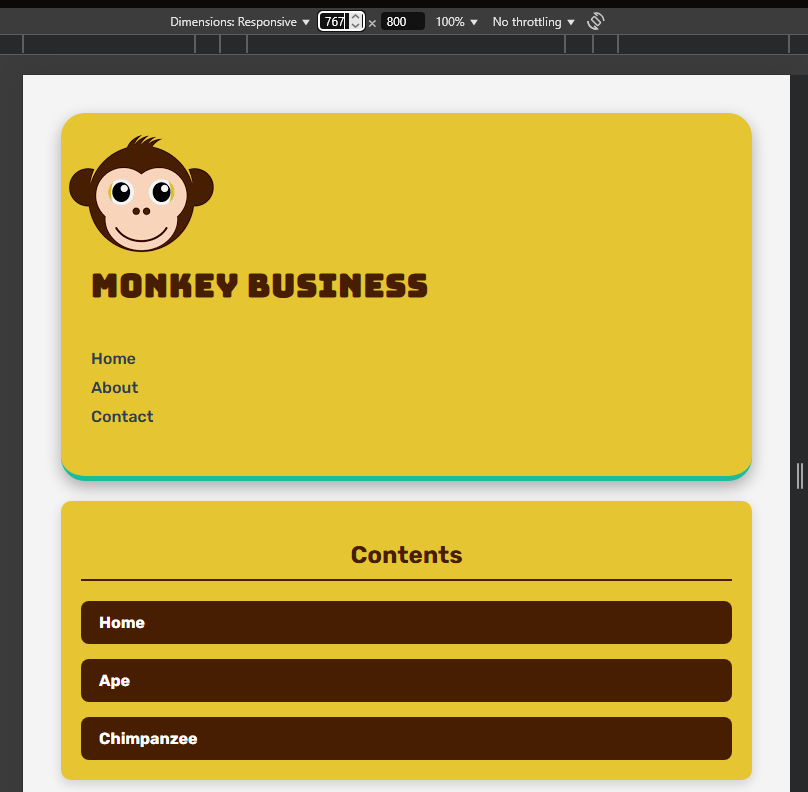 Dimensions: Responsive ▼ 767 × 800 100% ▼ No throttling ▼
MONKEY BUSINESS
Home
About
Contact
Contents
Home
Ape
Chimpanzee